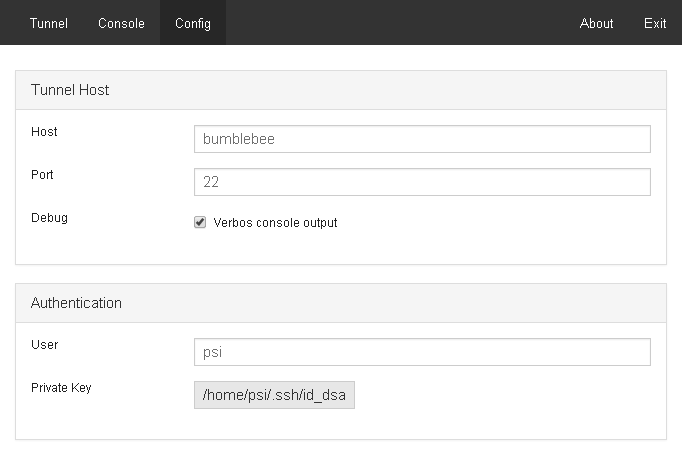 Tunnel Console Config About Exit
Tunnel Host
Host bumblebee
Port 22
Debug Verbos console output
Authentication
User psi
Private Key /home/psi/.ssh/id_dsa